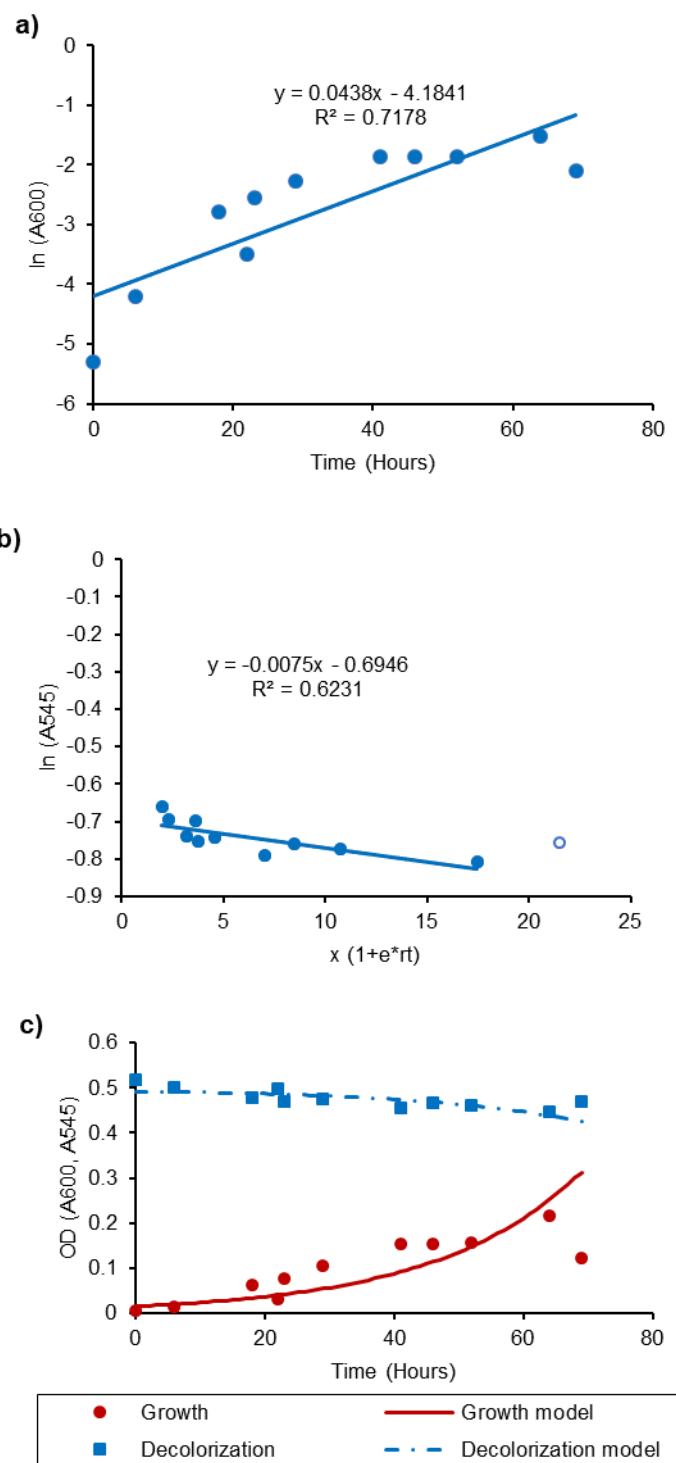 a)
0
-1
-2
-3
-4
-5
-6
ln (A600)
y = 0.0438x - 4.1841
R² = 0.7178
0
20
40
60
80
Time (Hours)
b)
0
-0.1
-0.2
-0.3
-0.4
-0.5
-0.6
-0.7
-0.8
-0.9
ln (A545)
y = -0.0075x - 0.6946
R² = 0.6231
0
5
10
15
20
25
x (1+e*rt)
c)
0.6
0.5
0.4
0.3
0.2
0.1
0
OD (A600, A545)
0
20
40
60
80
Time (Hours)
Growth
Growth model
Decolorization
Decolorization model